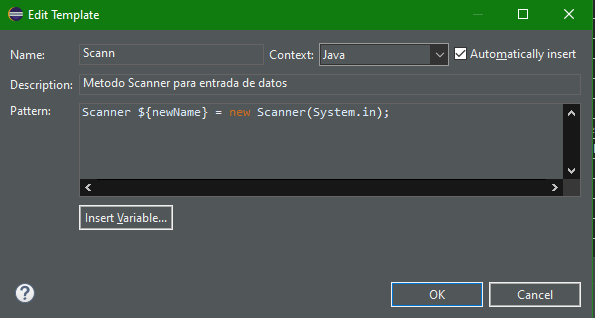 Edit Template
Name: Scann Context: Java Automatically insert
Description: Metodo Scanner para entrada de datos
Pattern: Scanner ${newName} = new Scanner(System.in);
Insert Variable...
? OK Cancel